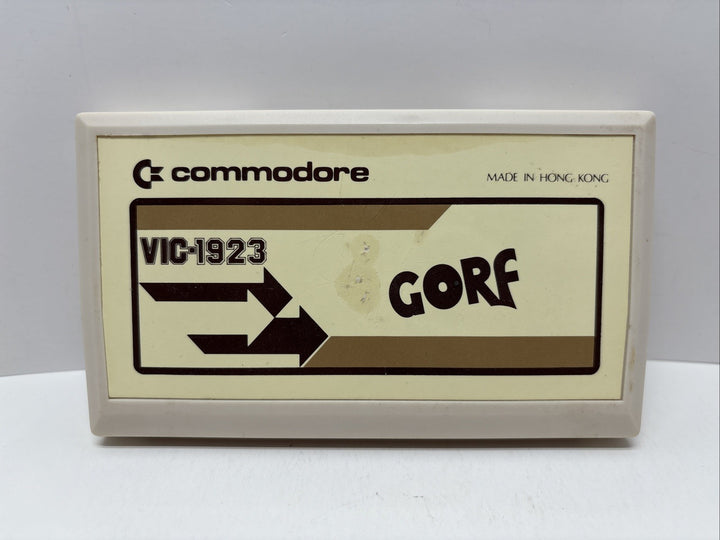 commodore
MADE IN HONG KONG
VIC-1923
GORF